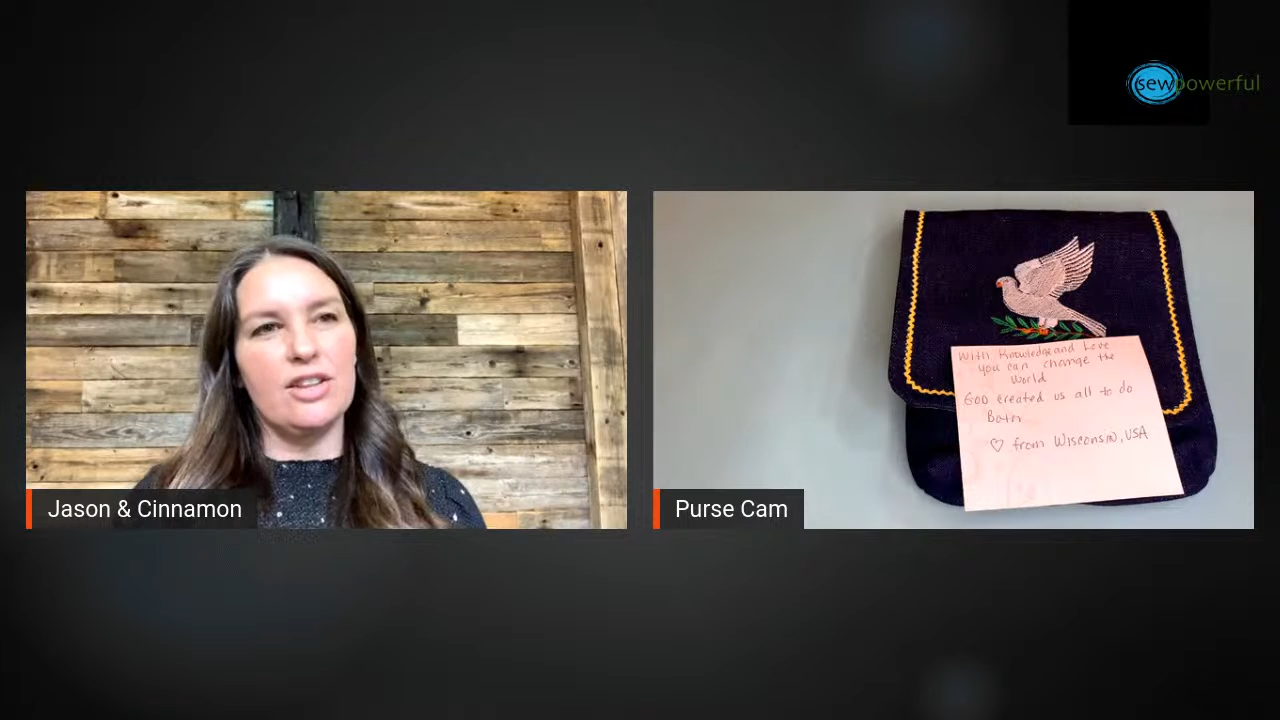 sewpowerful
With Knowledge and Love
you can change the
World
GOD created us all to do
Both
♡ from Wisconsin, USA
Jason & Cinnamon
Purse Cam